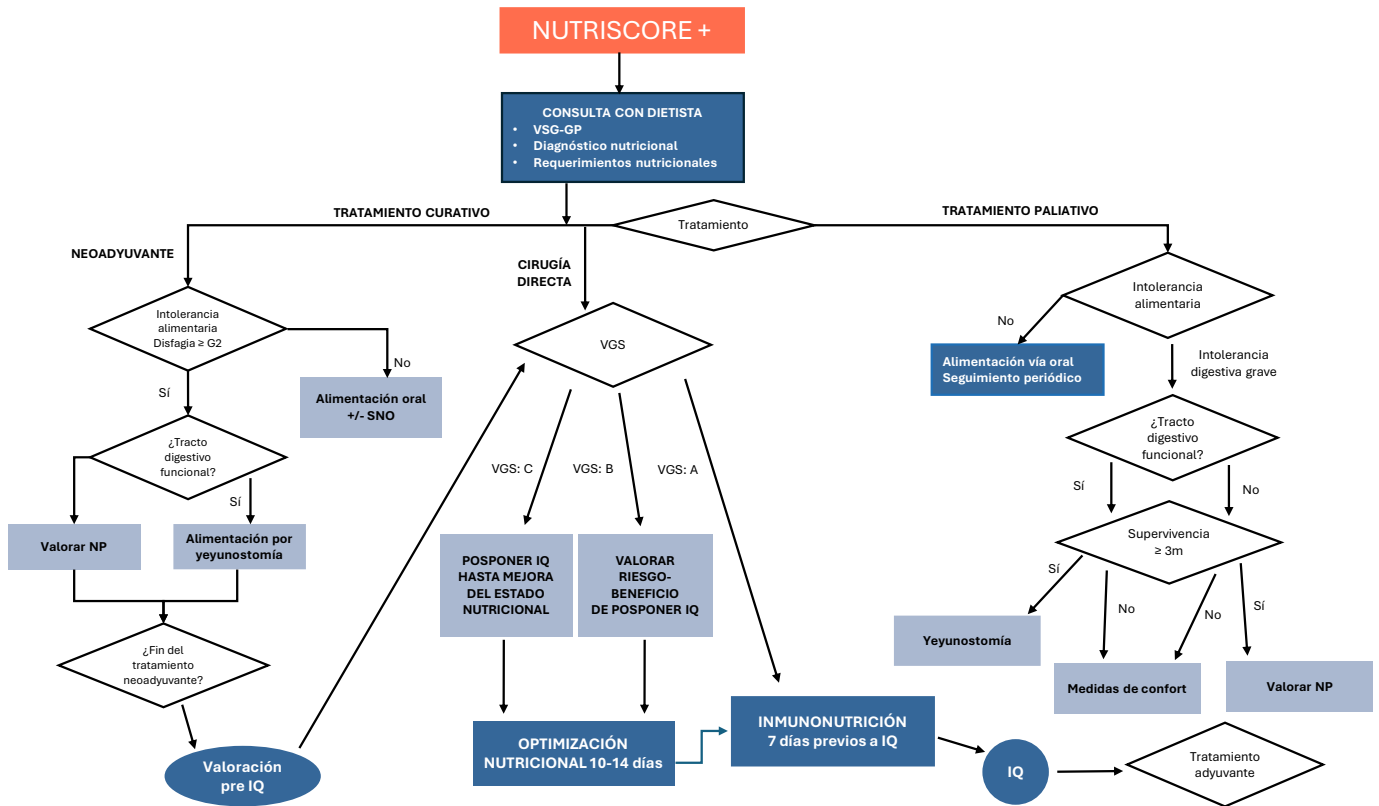 NUTRISCORE +
CONSULTA CON DIETISTA
• VSG-GP
• Diagnóstico nutricional
• Requerimientos nutricionales
TRATAMIENTO CURATIVO
Tratamiento
TRATAMIENTO PALIATIVO
NEOADYUVANTE
CIRUGÍA
DIRECTA
Intolerancia
alimentaria
Disfagia ≥ G2
No
Sí
Alimentación oral
+/- SNO
¿Tracto
digestivo
funcional?
Sí
Valorar NP
Alimentación por
yeyunostomía
¿Fin del
tratamiento
neoadyuvante?
Valoración
pre IQ
VGS
VGS: C
VGS: B
VGS: A
POSPONER IQ
HASTA MEJORA
DEL ESTADO
NUTRICIONAL
VALORAR
RIESGO-
BENEFICIO
DE POSPONER IQ
OPTIMIZACIÓN
NUTRICIONAL 10-14 días
INMUNONUTRICIÓN
7 días previos a IQ
IQ
Tratamiento
adyuvante
Intolerancia
alimentaria
No
Alimentación vía oral
Seguimiento periódico
Intolerancia
digestiva grave
¿Tracto
digestivo
funcional?
Sí
No
Supervivencia
≥ 3m
Sí
No
No
Sí
Yeyunostomía
Medidas de confort
Valorar NP